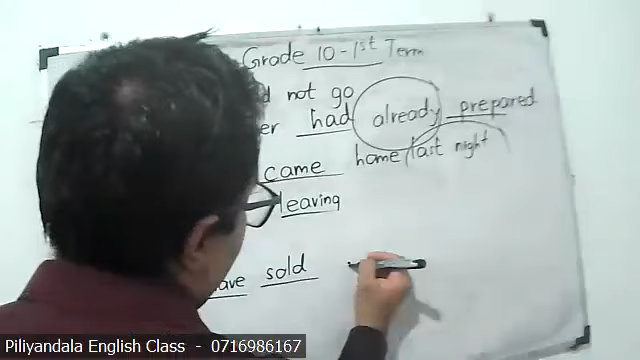 Grade 10 - 1st Term
not go
had already prepared
came home last night
leaving
sold
Piliyandala English Class - 0716986167